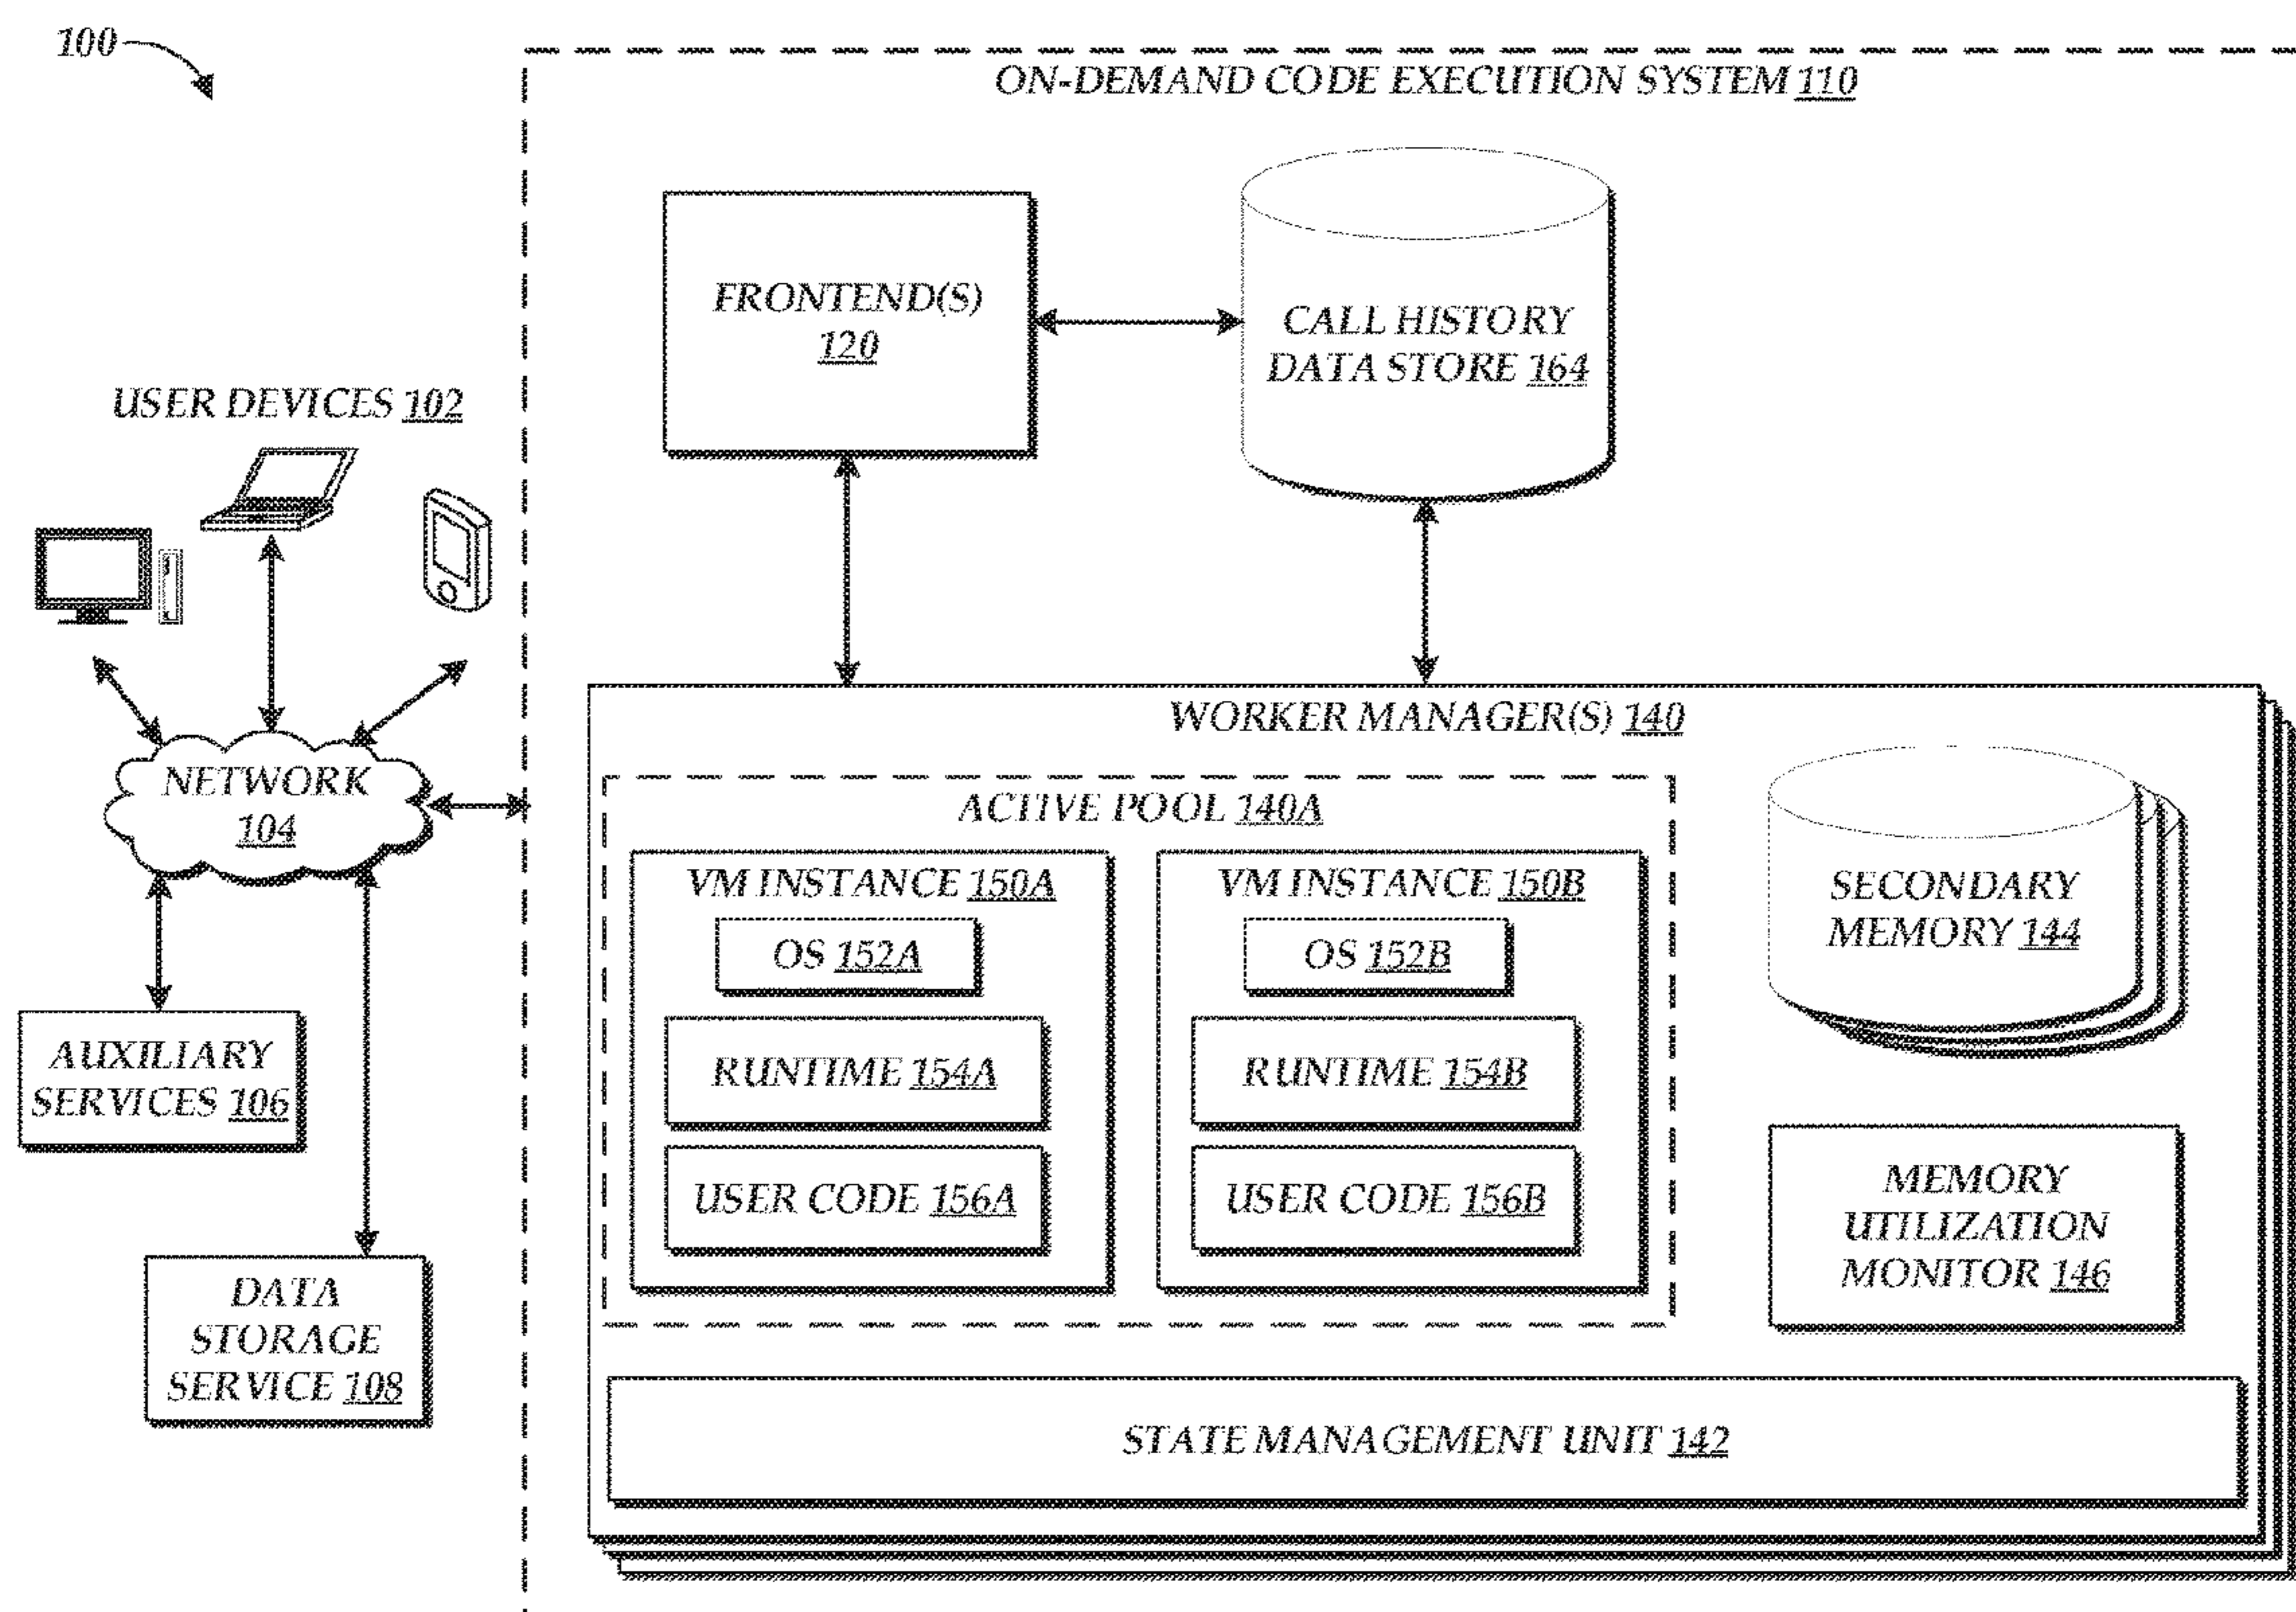 100
ON-DEMAND CODE EXECUTION SYSTEM 110
FRONTEND(S)
120
CALL HISTORY
DATA STORE 164
USER DEVICES 102
NETWORK
104
AUXILIARY
SERVICES 106
DATA
STORAGE
SERVICE 108
WORKER MANAGER(S) 140
ACTIVE POOL 140A
VM INSTANCE 150A
OS 152A
RUNTIME 154A
USER CODE 156A
VM INSTANCE 150B
OS 152B
RUNTIME 154B
USER CODE 156B
SECONDARY
MEMORY 144
MEMORY
UTILIZATION
MONITOR 146
STATE MANAGEMENT UNIT 142